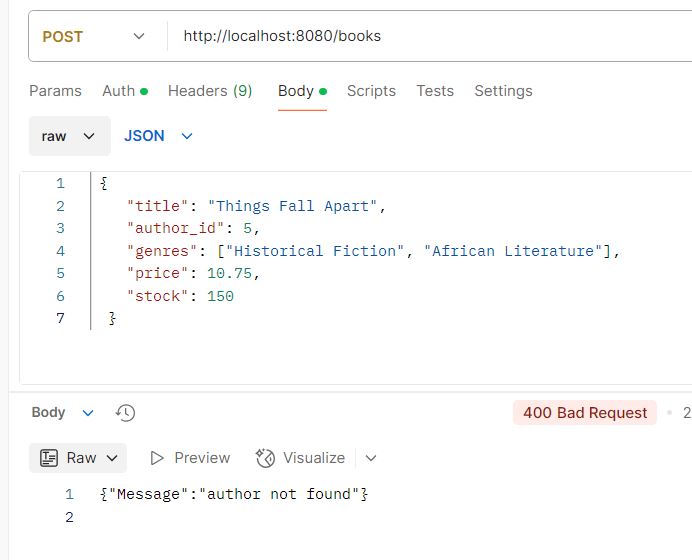 POST http://localhost:8080/books
Params Auth Headers (9) Body Scripts Tests Settings
raw JSON
1 {
2 "title": "Things Fall Apart",
3 "author_id": 5,
4 "genres": ["Historical Fiction", "African Literature"],
5 "price": 10.75,
6 "stock": 150
7 }
Body 400 Bad Request 2
Raw Preview Visualize
1 {"Message":"author not found"}
2